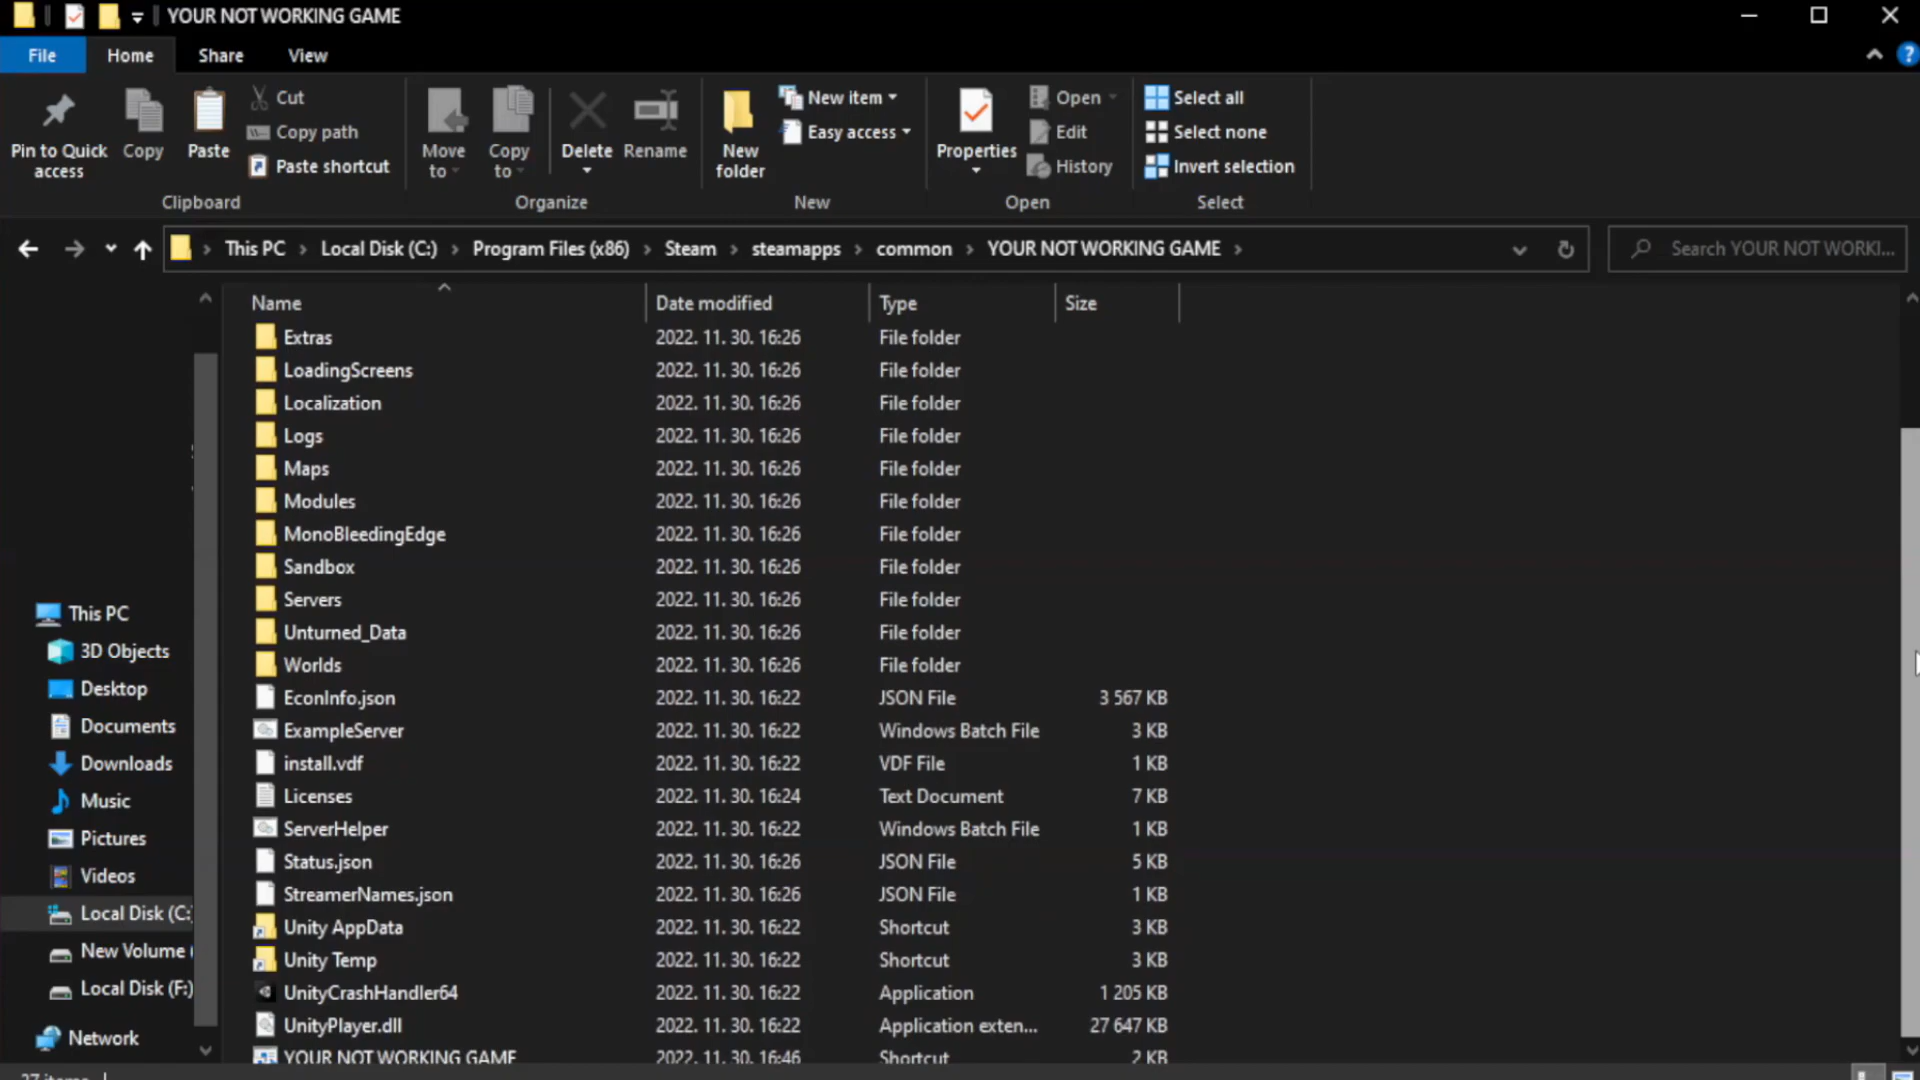 YOUR NOT WORKING GAME
File Home Share View
Pin to Quick access
Copy
Paste
Cut
Copy path
Paste shortcut
Clipboard
Move to
Copy to
Delete
Rename
Organize
New folder
New item
Easy access
New
Properties
Open
Edit
History
Open
Select all
Select none
Invert selection
Select
This PC › Local Disk (C:) › Program Files (x86) › Steam › steamapps › common › YOUR NOT WORKING GAME ›
Search YOUR NOT WORKI...
Name Date modified Type Size
Extras 2022. 11. 30. 16:26 File folder
LoadingScreens 2022. 11. 30. 16:26 File folder
Localization 2022. 11. 30. 16:26 File folder
Logs 2022. 11. 30. 16:26 File folder
Maps 2022. 11. 30. 16:26 File folder
Modules 2022. 11. 30. 16:26 File folder
MonoBleedingEdge 2022. 11. 30. 16:26 File folder
Sandbox 2022. 11. 30. 16:26 File folder
Servers 2022. 11. 30. 16:26 File folder
Unturned_Data 2022. 11. 30. 16:26 File folder
Worlds 2022. 11. 30. 16:26 File folder
EconInfo.json 2022. 11. 30. 16:22 JSON File 3 567 KB
ExampleServer 2022. 11. 30. 16:22 Windows Batch File 3 KB
install.vdf 2022. 11. 30. 16:22 VDF File 1 KB
Licenses 2022. 11. 30. 16:24 Text Document 7 KB
ServerHelper 2022. 11. 30. 16:22 Windows Batch File 1 KB
Status.json 2022. 11. 30. 16:26 JSON File 5 KB
StreamerNames.json 2022. 11. 30. 16:26 JSON File 1 KB
Unity AppData 2022. 11. 30. 16:22 Shortcut 3 KB
Unity Temp 2022. 11. 30. 16:22 Shortcut 3 KB
UnityCrashHandler64 2022. 11. 30. 16:22 Application 1 205 KB
UnityPlayer.dll 2022. 11. 30. 16:22 Application exten... 27 647 KB
YOUR NOT WORKING GAME 2022. 11. 30. 16:46 Shortcut 2 KB
This PC
3D Objects
Desktop
Documents
Downloads
Music
Pictures
Videos
Local Disk (C:)
New Volume (
Local Disk (F:)
Network
27 items